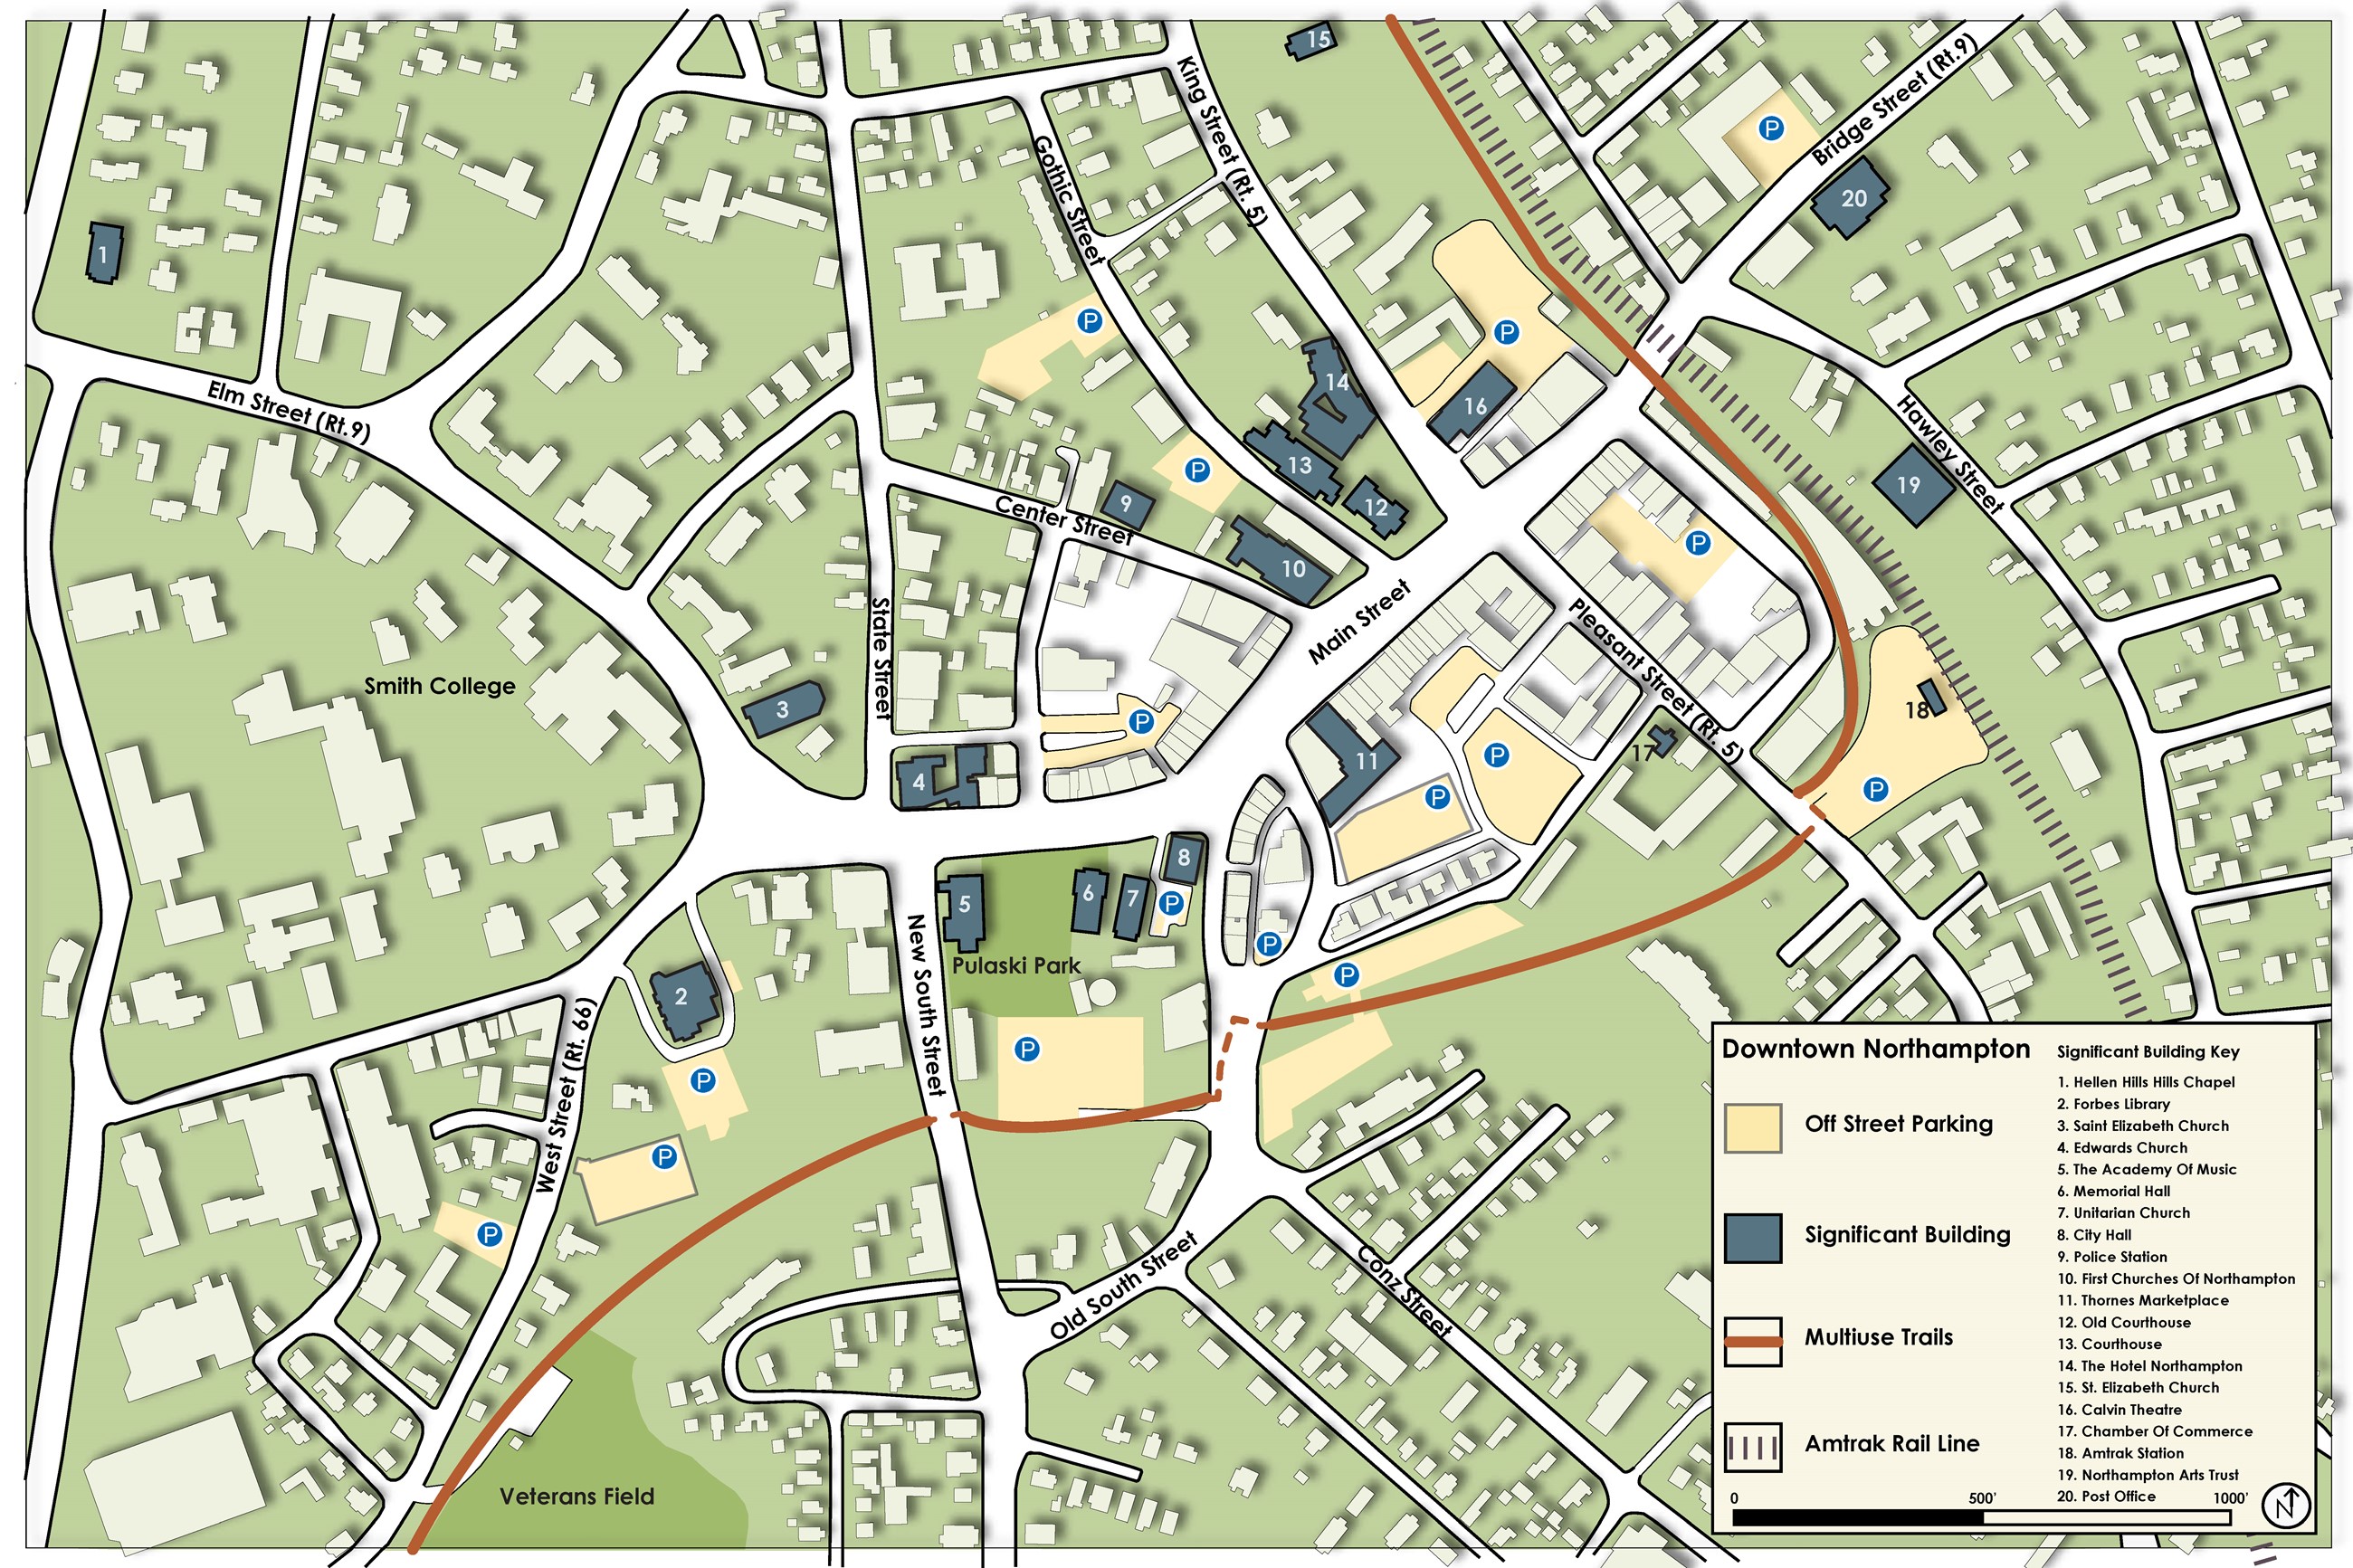 15
King Street (Rt. 5)
Bridge Street (Rt.9)
P
Gothic Street
20
1
P
P
Elm Street (Rt.9)
14
16
Hawley Street
13
P
19
9
12
Center Street
P
10
Main Street
Pleasant Street (Rt. 5)
State Street
Smith College
3
P
18
17
11
P
4
P
P
8
6
7
5
P
P
New South Street
Pulaski Park
P
2
West Street (Rt. 66)
P
P
P
P
Old South Street
Conz Street
Veterans Field
Downtown Northampton
Off Street Parking
Significant Building
Multiuse Trails
Amtrak Rail Line
Significant Building Key
1. Hellen Hills Hills Chapel
2. Forbes Library
3. Saint Elizabeth Church
4. Edwards Church
5. The Academy Of Music
6. Memorial Hall
7. Unitarian Church
8. City Hall
9. Police Station
10. First Churches Of Northampton
11. Thornes Marketplace
12. Old Courthouse
13. Courthouse
14. The Hotel Northampton
15. St. Elizabeth Church
16. Calvin Theatre
17. Chamber Of Commerce
18. Amtrak Station
19. Northampton Arts Trust
20. Post Office
0 500' 1000'
N